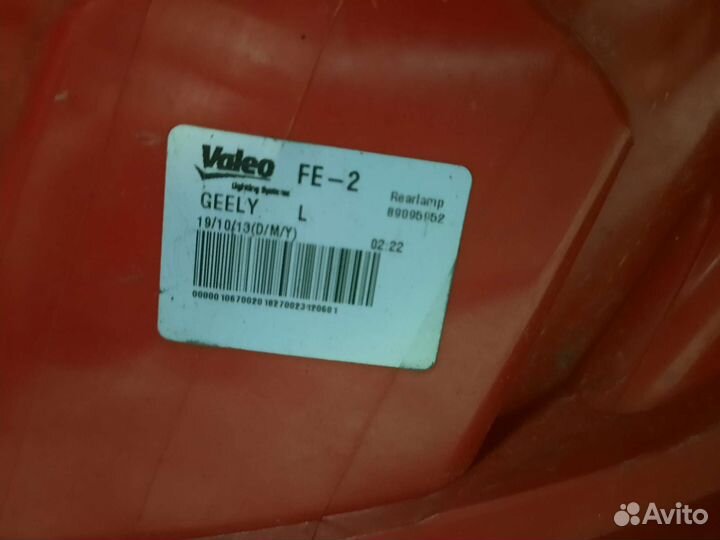 Valeo FE-2
Lighting Systems
Rearlamp
GEELY L 89095052
19/10/13(D/M/Y) 02:22
Avito